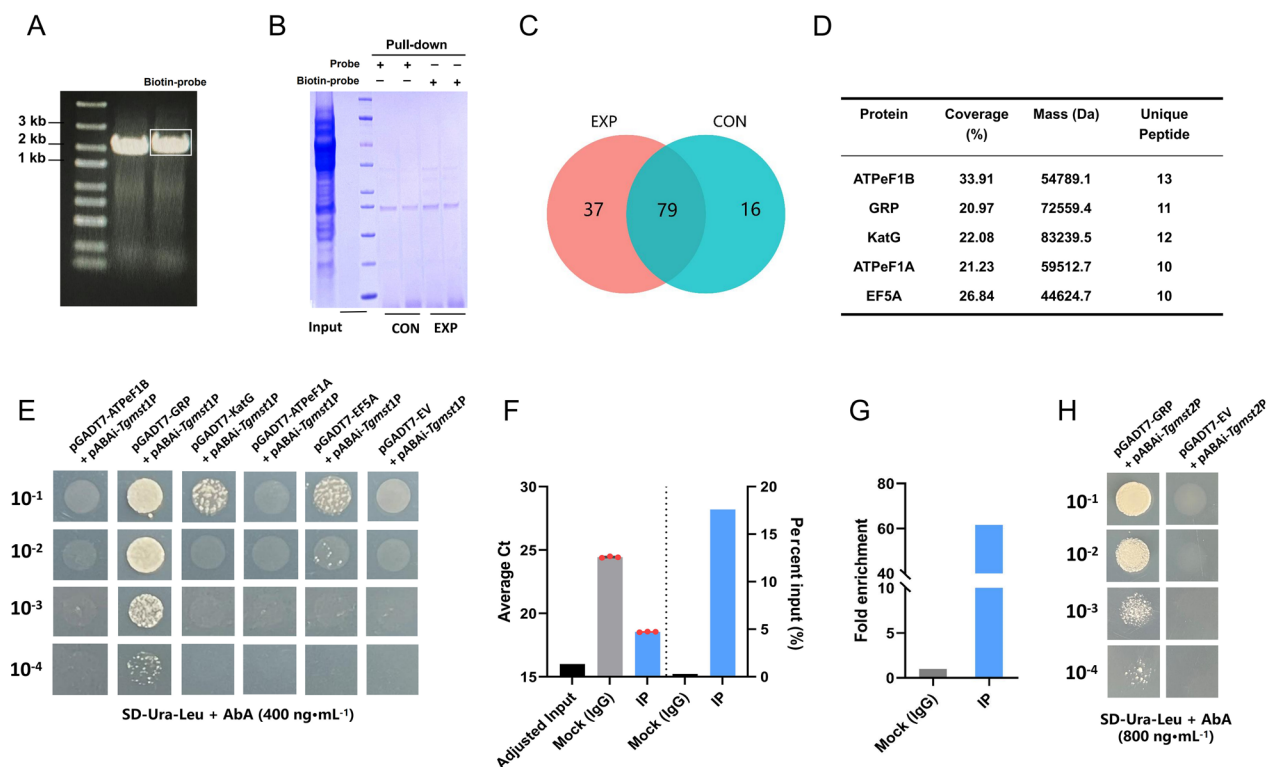 A
Biotin-probe
3 kb
2 kb
1 kb
B
Pull-down
Probe + + − −
Biotin-probe − − + +
Input
CON EXP
C
EXP CON
37 79 16
D
Protein Coverage (%) Mass (Da) Unique Peptide
ATPeF1B 33.91 54789.1 13
GRP 20.97 72559.4 11
KatG 22.08 83239.5 12
ATPeF1A 21.23 59512.7 10
EF5A 26.84 44624.7 10
E
pGADT7-ATPeF1B
+ pABAi-Tgmst1P
pGADT7-GRP
+ pABAi-Tgmst1P
pGADT7-KatG
+ pABAi-Tgmst1P
pGADT7-ATPeF1A
+ pABAi-Tgmst1P
pGADT7-EF5A
+ pABAi-Tgmst1P
pGADT7-EV
+ pABAi-Tgmst1P
10⁻¹
10⁻²
10⁻³
10⁻⁴
SD-Ura-Leu + AbA (400 ng•mL⁻¹)
F
Average Ct
30
25
20
15
Percent input (%)
20
15
10
5
0
Adjusted Input
Mock (IgG)
IP
Mock (IgG)
IP
G
Fold enrichment
80
60
40
10
5
0
Mock (IgG)
IP
H
pGADT7-GRP
+ pABAi-Tgmst2P
pGADT7-EV
+ pABAi-Tgmst2P
10⁻¹
10⁻²
10⁻³
10⁻⁴
SD-Ura-Leu + AbA
(800 ng•mL⁻¹)